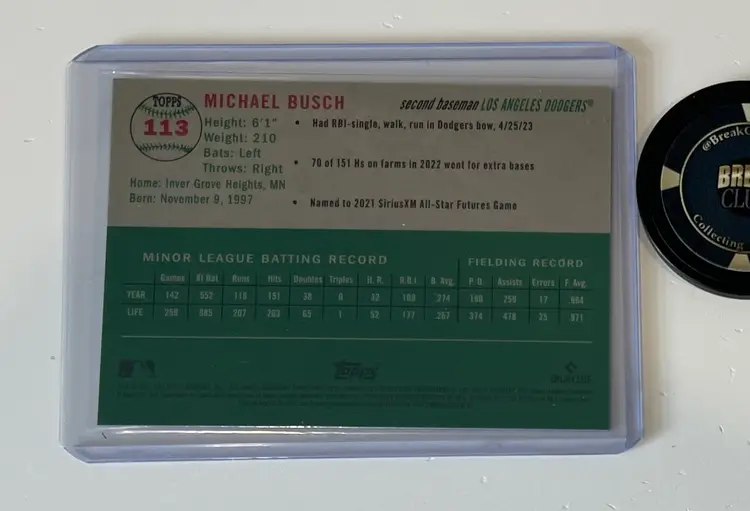 TOPPS
113
MICHAEL BUSCH
second baseman LOS ANGELES DODGERS®
Height: 6'1"
Weight: 210
Bats: Left
Throws: Right
Home: Inver Grove Heights, MN
Born: November 9, 1997
• Had RBI-single, walk, run in Dodgers bow, 4/25/23
• 70 of 151 Hs on farms in 2022 went for extra bases
• Named to 2021 SiriusXM All-Star Futures Game
MINOR LEAGUE BATTING RECORD FIELDING RECORD
Games At Bat Runs Hits Doubles Triples H.R. R.B.I. B. Avg. P.O. Assists Errors F. Avg.
YEAR 142 552 118 151 38 0 32 108 .274 188 259 17 .964
LIFE 259 985 207 263 65 1 52 177 .267 374 478 25 .971
Topps
@BreakC
BRE
CLU
Collecting